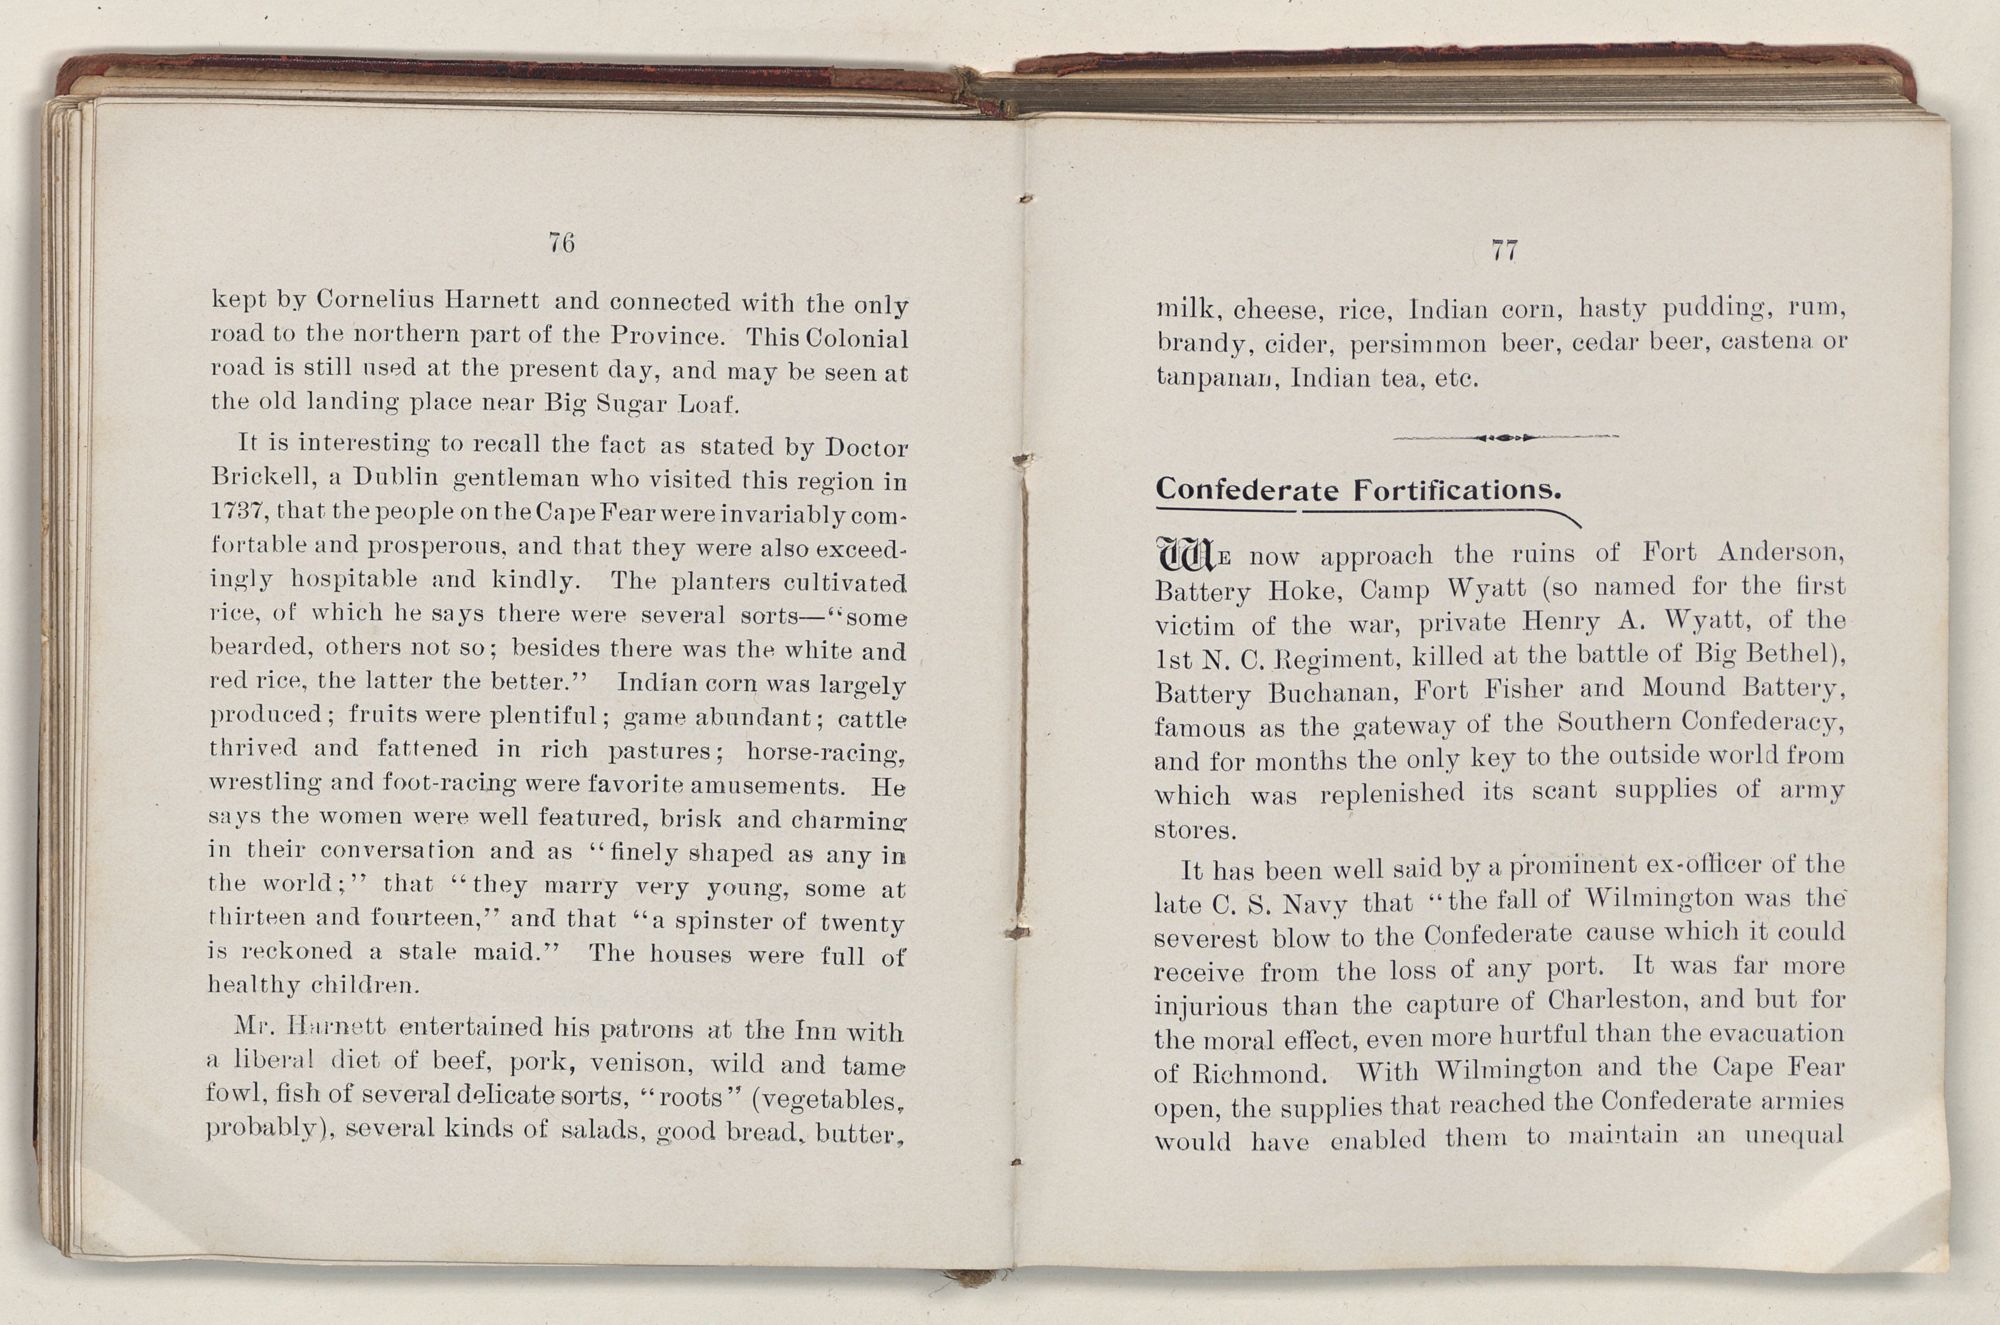 76
kept by Cornelius Harnett and connected with the only
road to the northern part of the Province. This Colonial
road is still used at the present day, and may be seen at
the old landing place near Big Sugar Loaf.
It is interesting to recall the fact as stated by Doctor
Brickell, a Dublin gentleman who visited this region in
1737, that the people on the Cape Fear were invariably com-
fortable and prosperous, and that they were also exceed-
ingly hospitable and kindly. The planters cultivated
rice, of which he says there were several sorts—“some
bearded, others not so; besides there was the white and
red rice, the latter the better.” Indian corn was largely
produced; fruits were plentiful; game abundant; cattle
thrived and fattened in rich pastures; horse-racing,
wrestling and foot-racing were favorite amusements. He
says the women were well featured, brisk and charming
in their conversation and as “finely shaped as any in
the world;” that “they marry very young, some at
thirteen and fourteen,” and that “a spinster of twenty
is reckoned a stale maid.” The houses were full of
healthy children.
Mr. Harnett entertained his patrons at the Inn with
a liberal diet of beef, pork, venison, wild and tame
fowl, fish of several delicate sorts, “roots” (vegetables,
probably), several kinds of salads, good bread, butter,
77
milk, cheese, rice, Indian corn, hasty pudding, rum,
brandy, cider, persimmon beer, cedar beer, castena or
tanpanan, Indian tea, etc.
Confederate Fortifications.
WE now approach the ruins of Fort Anderson,
Battery Hoke, Camp Wyatt (so named for the first
victim of the war, private Henry A. Wyatt, of the
1st N. C. Regiment, killed at the battle of Big Bethel),
Battery Buchanan, Fort Fisher and Mound Battery,
famous as the gateway of the Southern Confederacy,
and for months the only key to the outside world from
which was replenished its scant supplies of army
stores.
It has been well said by a prominent ex-officer of the
late C. S. Navy that “the fall of Wilmington was the
severest blow to the Confederate cause which it could
receive from the loss of any port. It was far more
injurious than the capture of Charleston, and but for
the moral effect, even more hurtful than the evacuation
of Richmond. With Wilmington and the Cape Fear
open, the supplies that reached the Confederate armies
would have enabled them to maintain an unequal